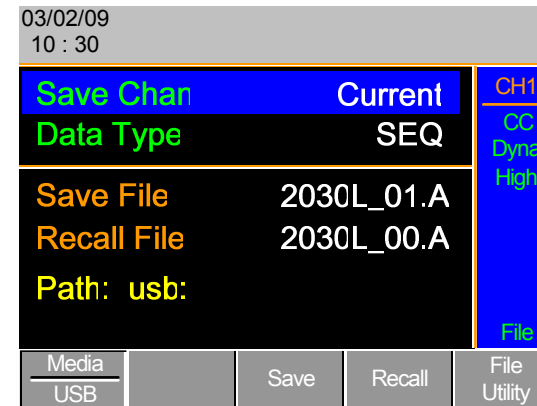 03/02/09
10 : 30
Save Chan Current
Data Type SEQ
Save File 2030L_01.A
Recall File 2030L_00.A
Path: usb:
CH1
CC
Dyna
High
File
Media
USB
Save
Recall
File
Utility